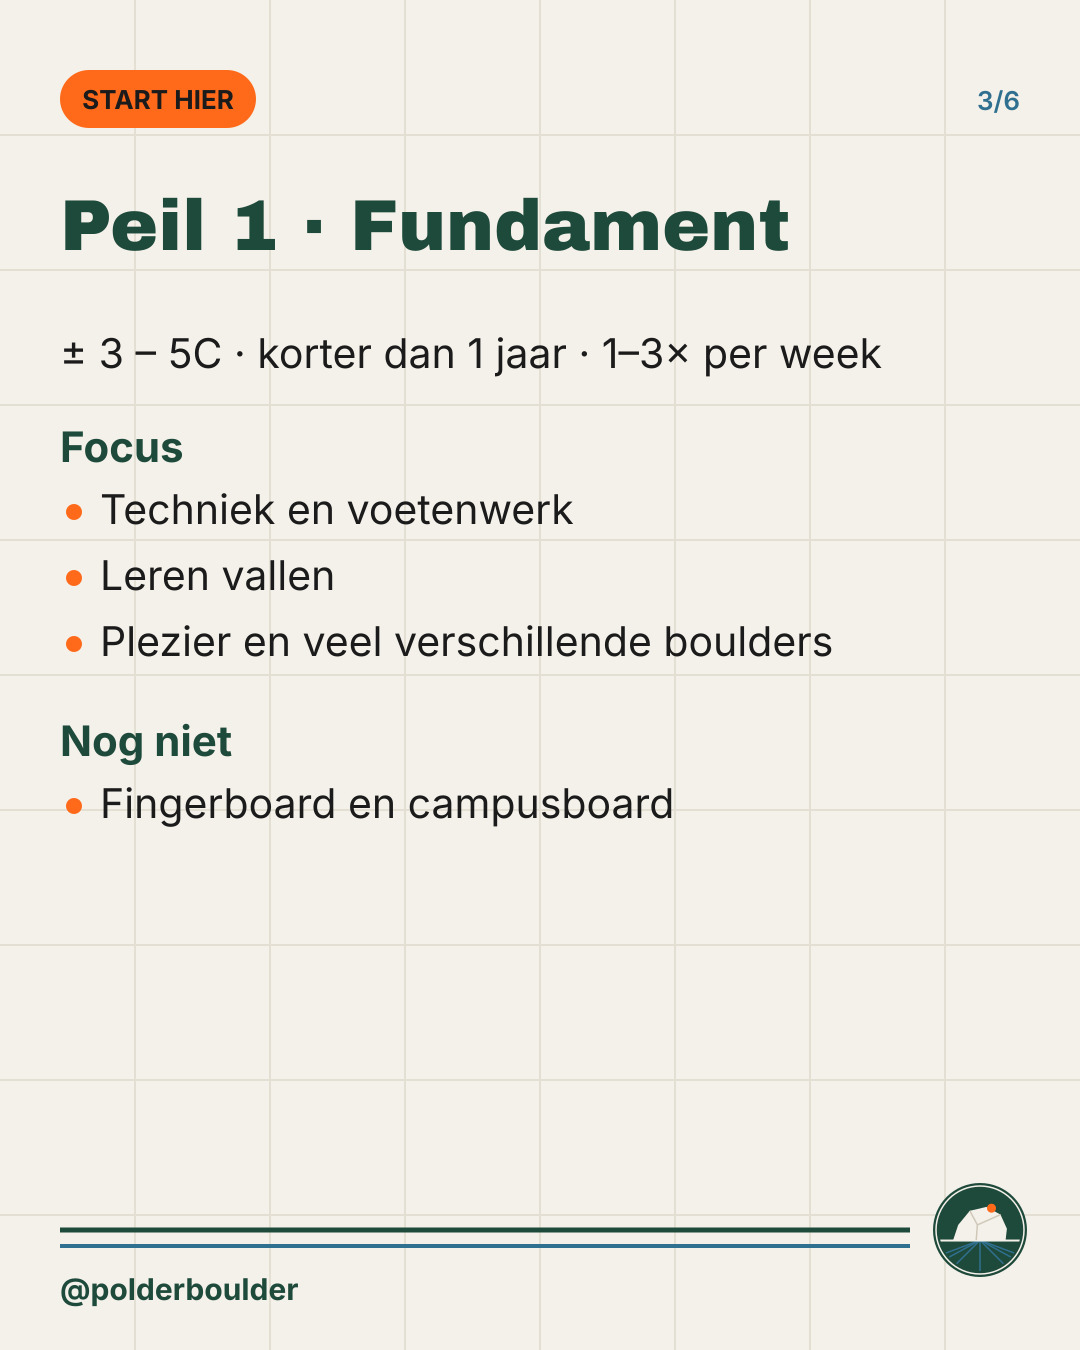 START HIER
3/6
Peil 1 · Fundament
± 3 – 5C · korter dan 1 jaar · 1–3× per week
Focus
• Techniek en voetenwerk
• Leren vallen
• Plezier en veel verschillende boulders
Nog niet
• Fingerboard en campusboard
@polderboulder